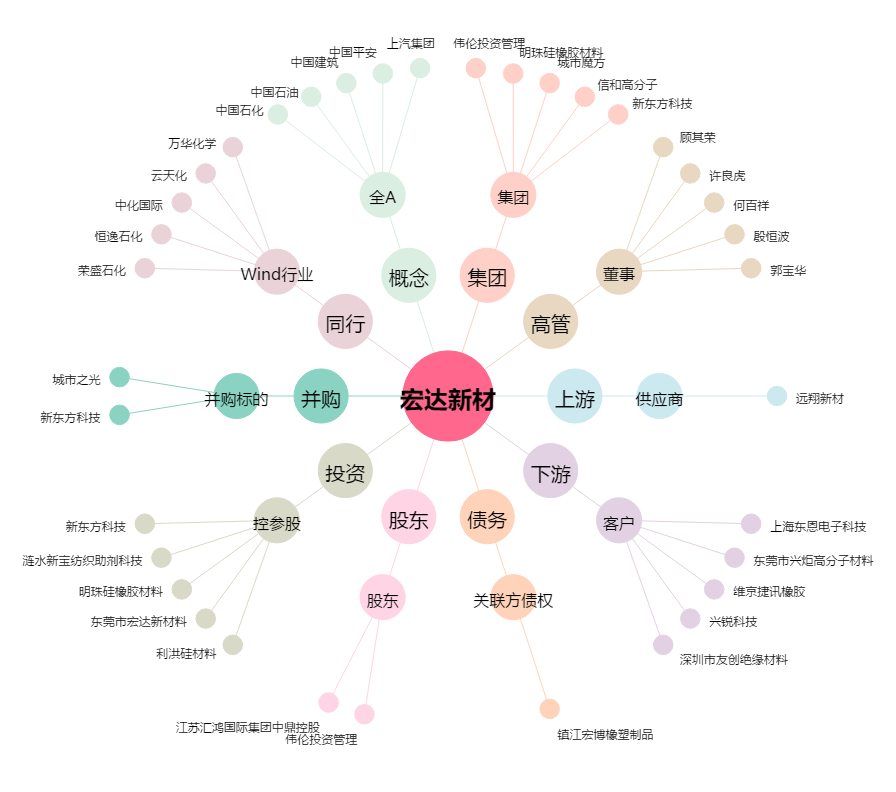 上汽集团
中国平安
中国建筑
中国石油
中国石化
全A
概念
伟伦投资管理
明珠硅橡胶材料
城市魔方
信和高分子
新东方科技
集团
集团
顾其荣
许良虎
何百祥
殷恒波
郭宝华
董事
高管
万华化学
云天化
中化国际
恒逸石化
荣盛石化
Wind行业
同行
城市之光
新东方科技
并购标的
并购
宏达新材
上游
供应商
远翔新材
投资
控参股
新东方科技
涟水新宝纺织助剂科技
明珠硅橡胶材料
东莞市宏达新材料
利洪硅材料
股东
股东
江苏汇鸿国际集团中鼎控股
伟伦投资管理
债务
关联方债权
镇江宏博橡塑制品
下游
客户
上海东恩电子科技
东莞市兴炬高分子材料
维京捷讯橡胶
兴锐科技
深圳市友创绝缘材料